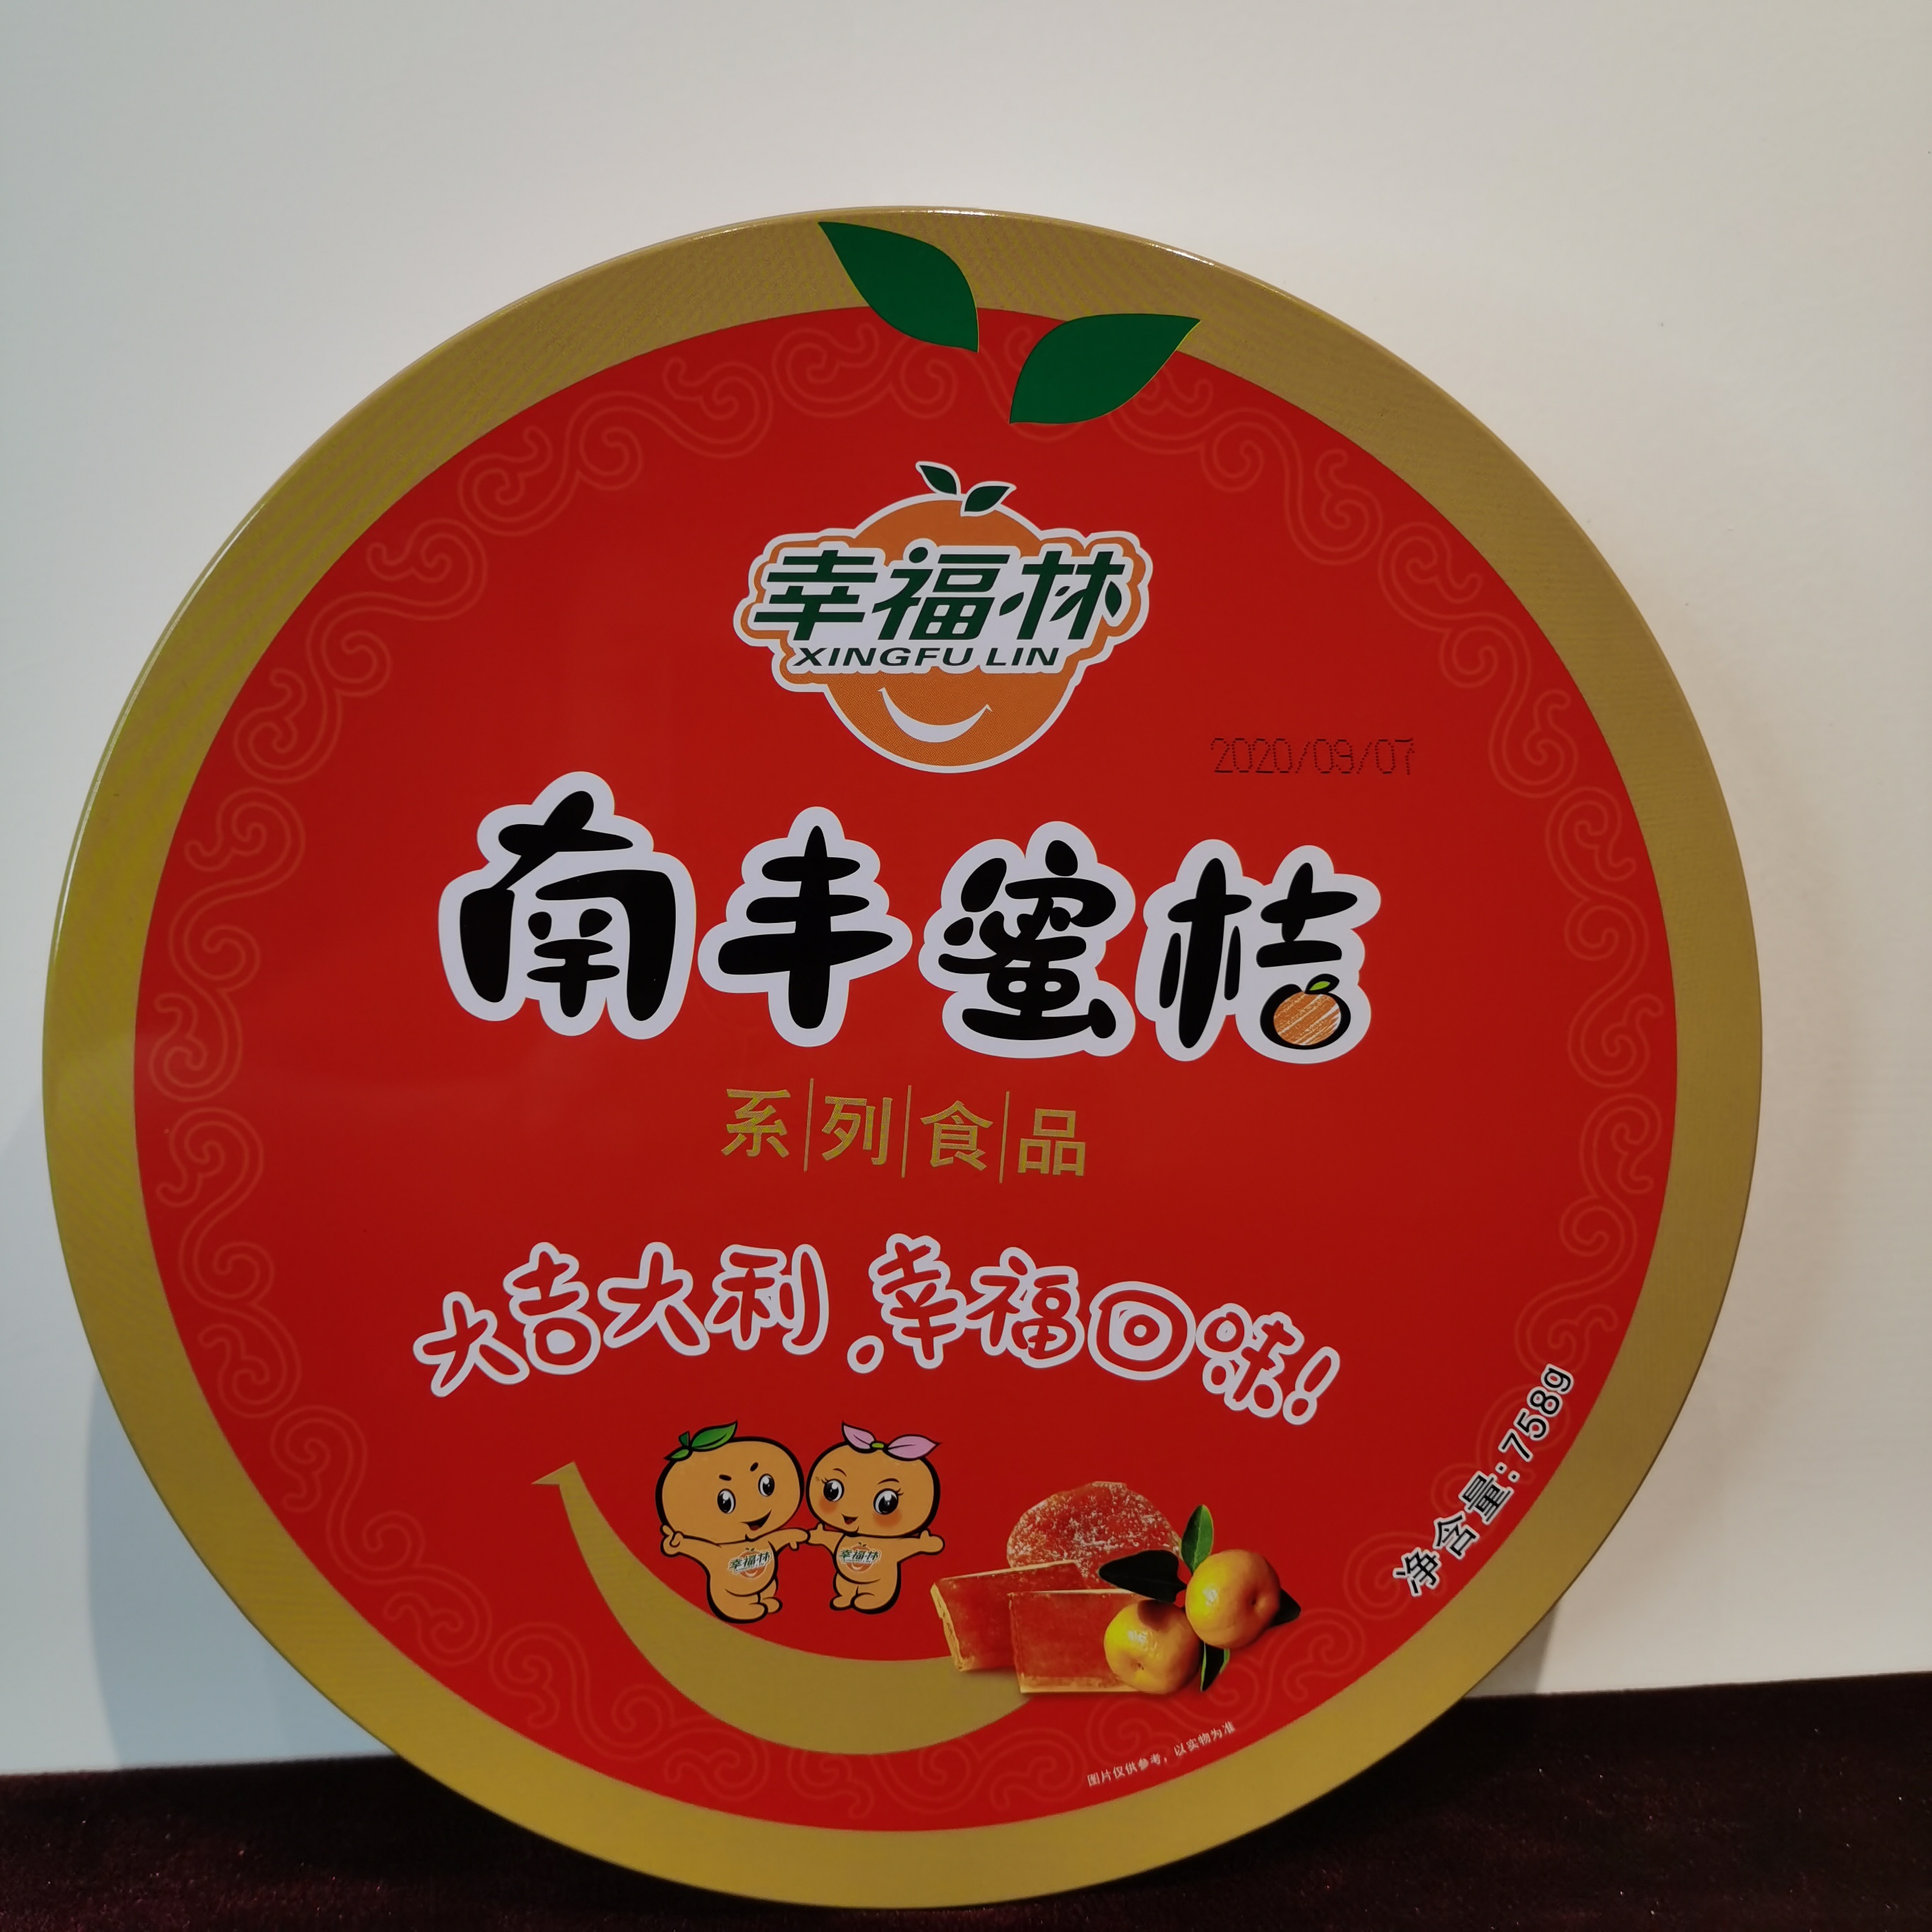 幸福林
XINGFU LIN
2020/09/07
南丰蜜桔
系列食品
大吉大利。幸福回味！
幸福林
幸福林
净含量：758g
图片仅供参考，以实物为准